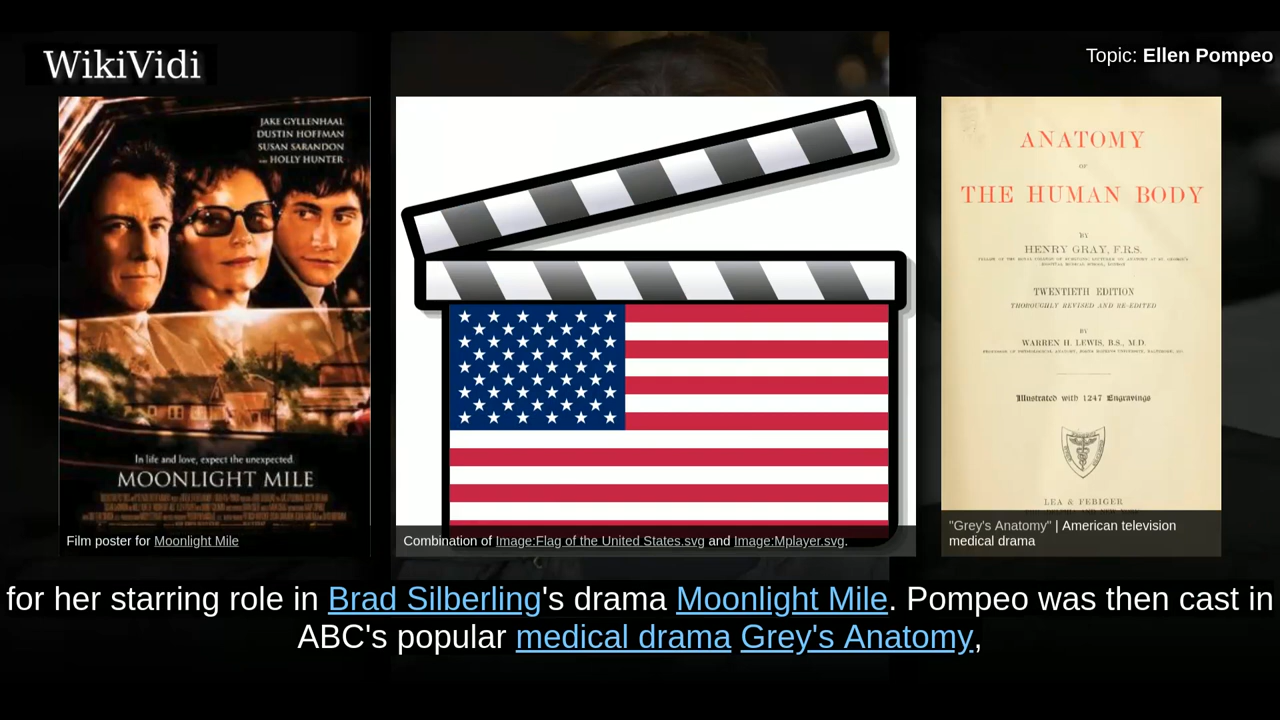 WikiVidi
Topic: Ellen Pompeo
JAKE GYLLENHAAL
DUSTIN HOFFMAN
SUSAN SARANDON
AND HOLLY HUNTER
In life and love, expect the unexpected.
MOONLIGHT MILE
Film poster for Moonlight Mile
Combination of Image:Flag of the United States.svg and Image:Mplayer.svg.
ANATOMY
OF
THE HUMAN BODY
BY
HENRY GRAY, F.R.S.
TWENTIETH EDITION
THOROUGHLY REVISED AND RE-EDITED
BY
WARREN H. LEWIS, B.S., M.D.
Illustrated with 1247 Engravings
LEA & FEBIGER
"Grey's Anatomy" | American television
medical drama
for her starring role in Brad Silberling's drama Moonlight Mile. Pompeo was then cast in
ABC's popular medical drama Grey's Anatomy,